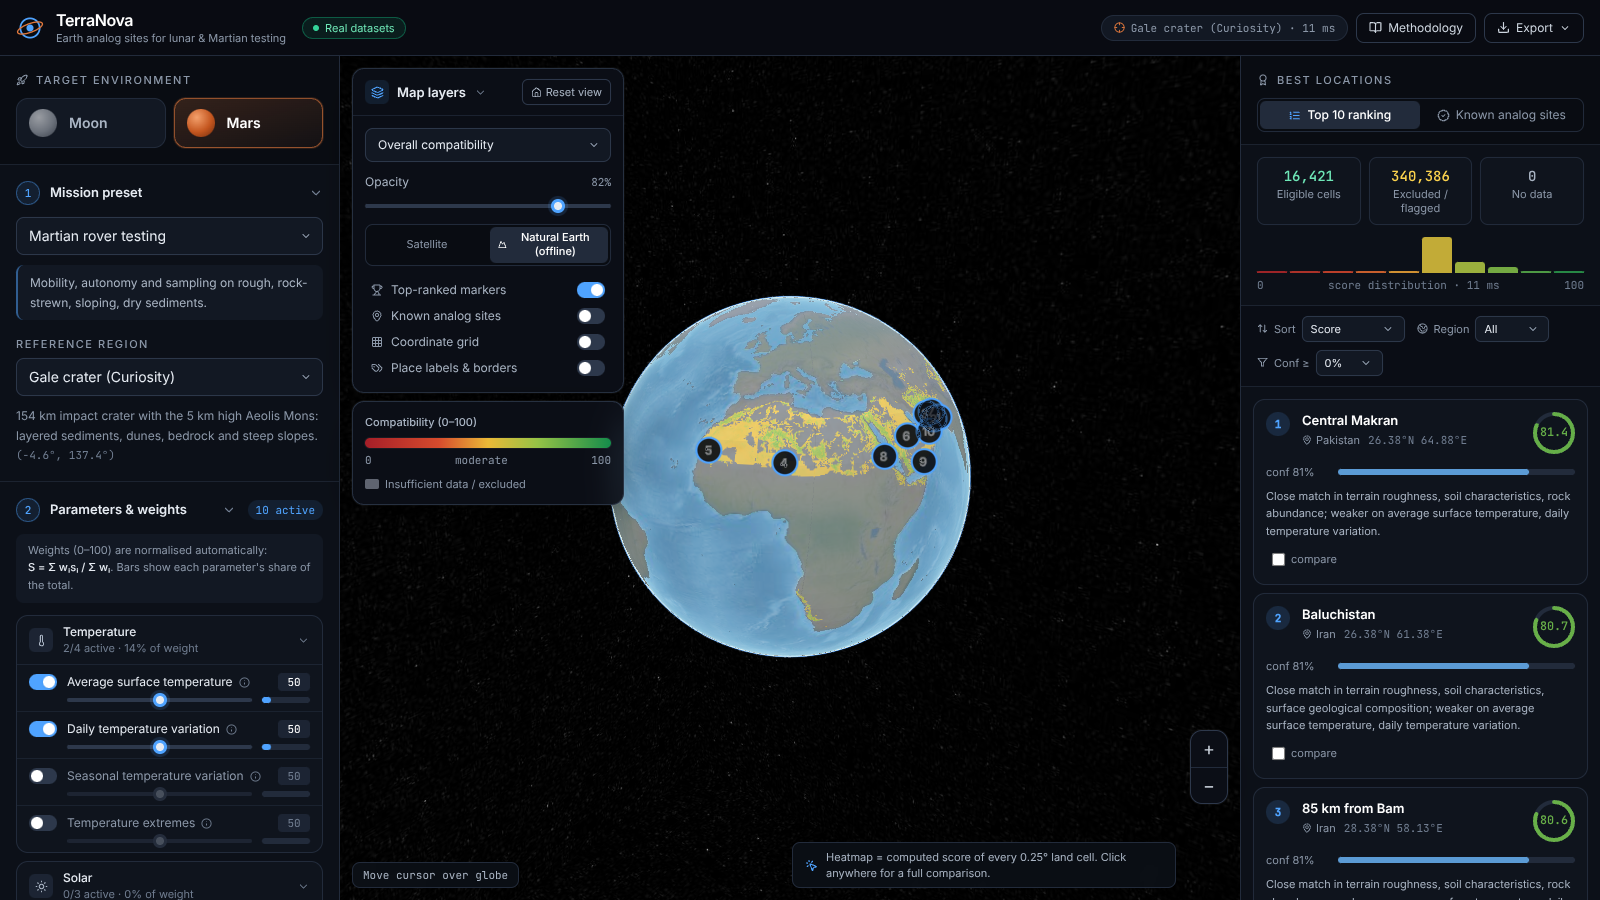 TerraNova
Earth analog sites for lunar & Martian testing
Real datasets
Gale crater (Curiosity) · 11 ms
Methodology
Export
TARGET ENVIRONMENT
Moon
Mars
1
Mission preset
Martian rover testing
Mobility, autonomy and sampling on rough, rock-
strewn, sloping, dry sediments.
REFERENCE REGION
Gale crater (Curiosity)
154 km impact crater with the 5 km high Aeolis Mons:
layered sediments, dunes, bedrock and steep slopes.
(-4.6°, 137.4°)
2
Parameters & weights
10 active
Weights (0–100) are normalised automatically:
S = Σ wᵢsᵢ / Σ wᵢ. Bars show each parameter's share of
the total.
Temperature
2/4 active · 14% of weight
Average surface temperature
50
Daily temperature variation
50
Seasonal temperature variation
50
Temperature extremes
50
Solar
0/3 active · 0% of weight
Map layers
Reset view
Overall compatibility
Opacity
82%
Satellite
Natural Earth
(offline)
Top-ranked markers
Known analog sites
Coordinate grid
Place labels & borders
Compatibility (0–100)
0
moderate
100
Insufficient data / excluded
5
4
8
6
10
9
+
−
Move cursor over globe
Heatmap = computed score of every 0.25° land cell. Click
anywhere for a full comparison.
BEST LOCATIONS
Top 10 ranking
Known analog sites
16,421
Eligible cells
340,386
Excluded /
flagged
0
No data
0
score distribution · 11 ms
100
Sort
Score
Region
All
Conf ≥
0%
1
Central Makran
Pakistan 26.38°N 64.88°E
81.4
conf 81%
Close match in terrain roughness, soil characteristics, rock
abundance; weaker on average surface temperature, daily
temperature variation.
compare
2
Baluchistan
Iran 26.38°N 61.38°E
80.7
conf 81%
Close match in terrain roughness, soil characteristics,
surface geological composition; weaker on average
surface temperature, daily temperature variation.
compare
3
85 km from Bam
Iran 28.38°N 58.13°E
80.6
conf 81%
Close match in terrain roughness, soil characteristics, rock